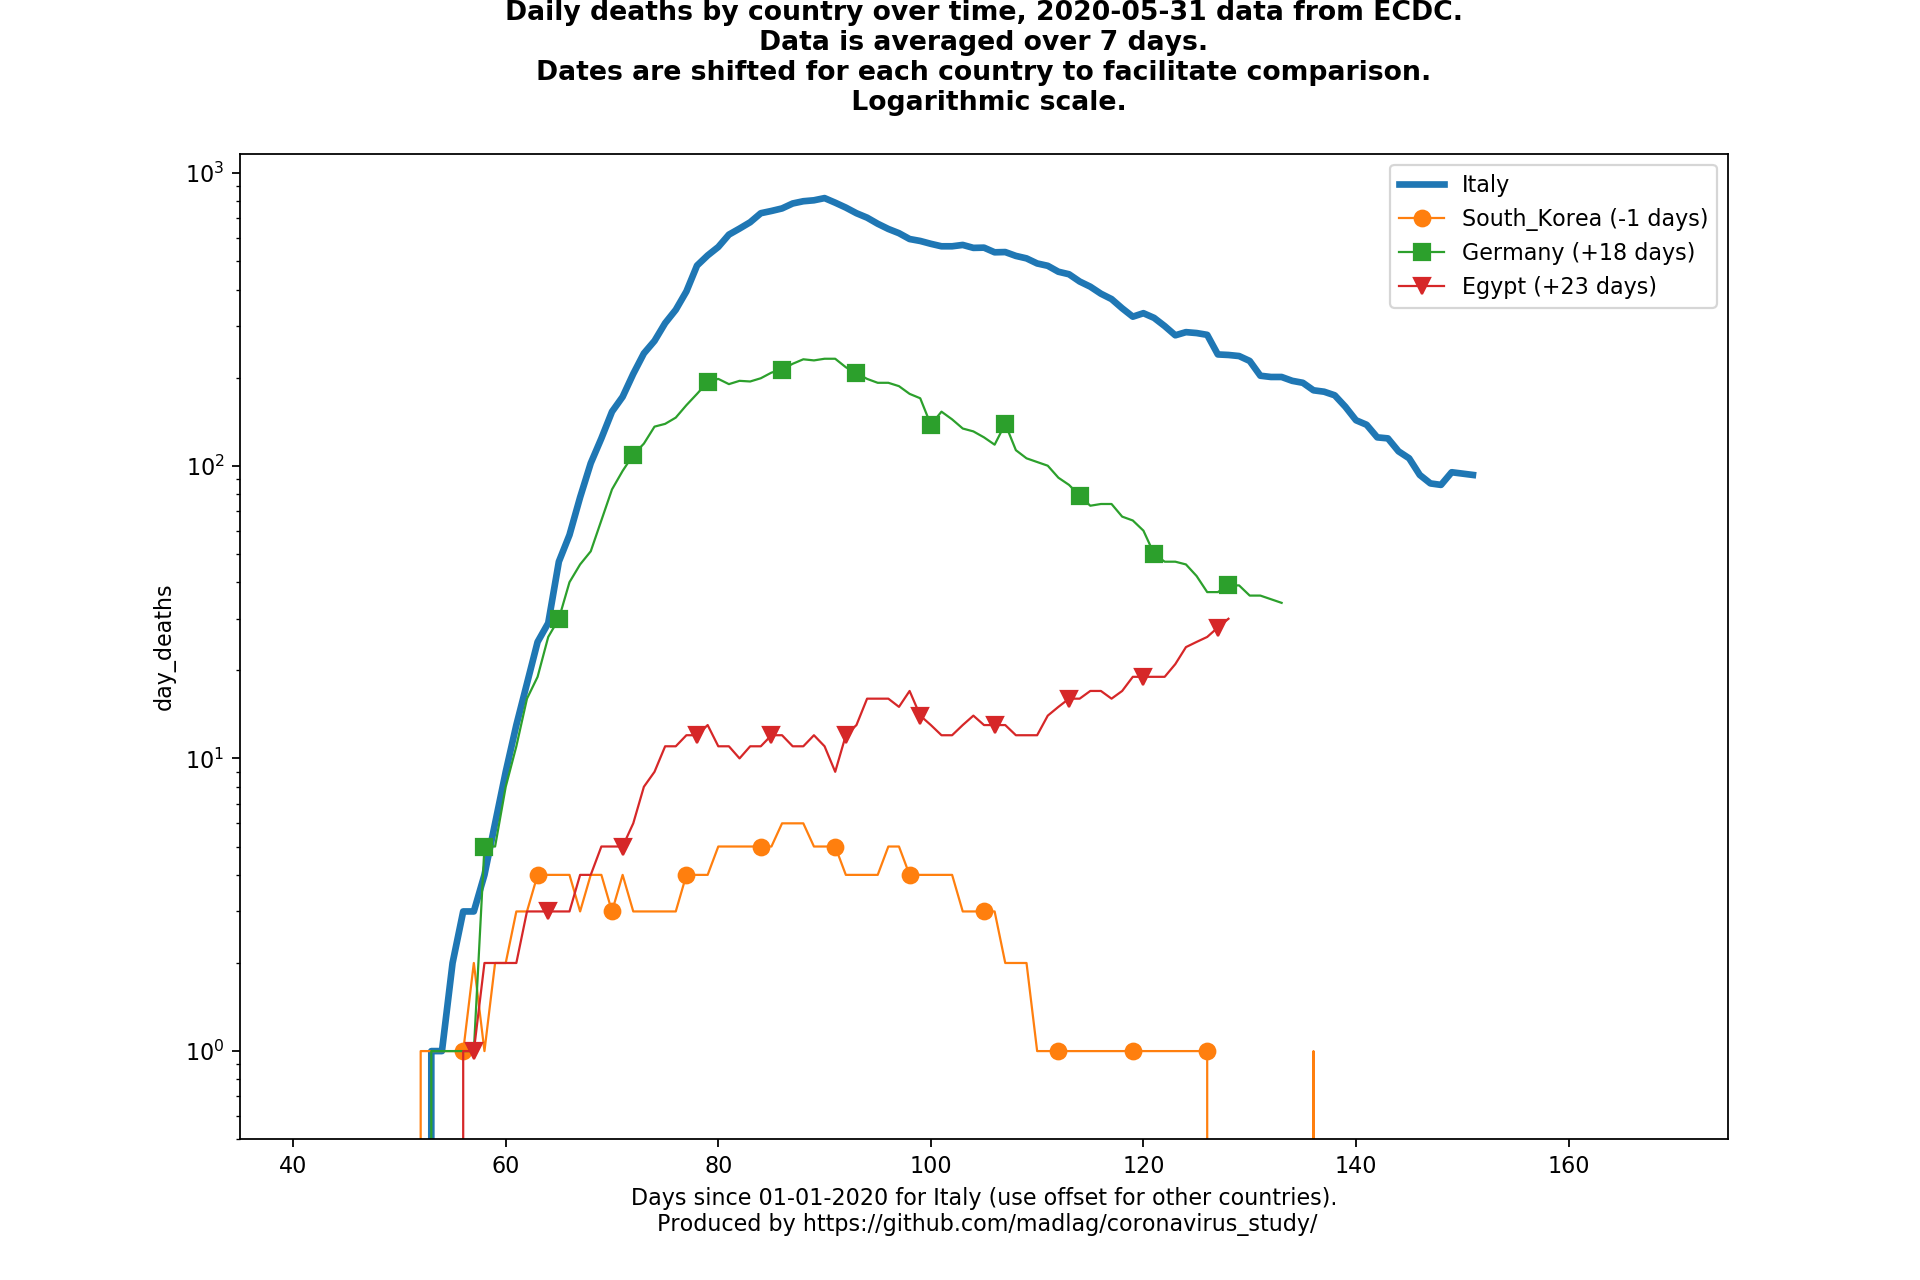 Daily deaths by country over time, 2020-05-31 data from ECDC.
Data is averaged over 7 days.
Dates are shifted for each country to facilitate comparison.
Logarithmic scale.
10³
10²
10¹
10⁰
day_deaths
Italy
South_Korea (-1 days)
Germany (+18 days)
Egypt (+23 days)
40 60 80 100 120 140 160
Days since 01-01-2020 for Italy (use offset for other countries).
Produced by https://github.com/madlag/coronavirus_study/